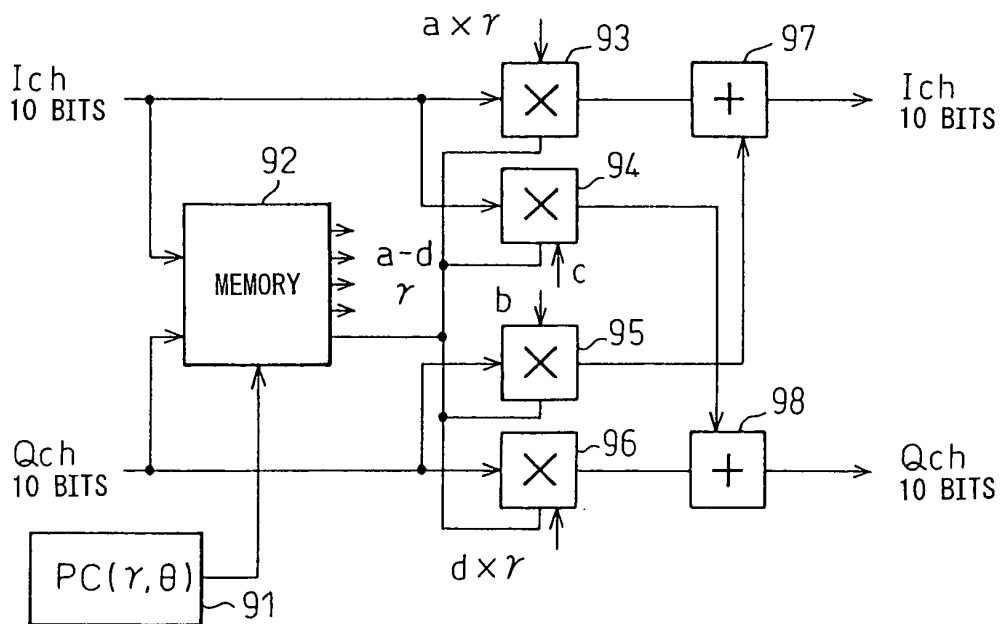 a×γ
93
97
Ich
10 BITS
×
+
Ich
10 BITS
92
94
×
MEMORY
a-d
γ
c
b
95
×
Qch
10 BITS
96
×
98
+
Qch
10 BITS
PC(γ,θ)
91
d×γ